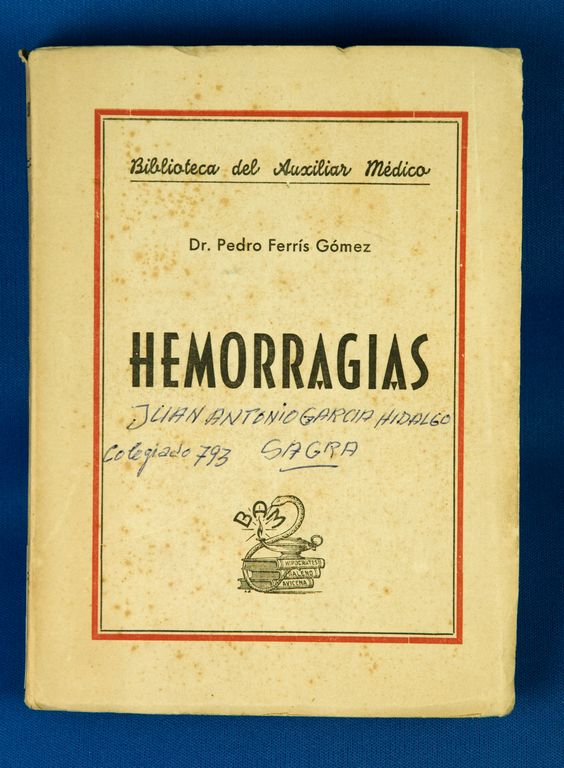 Biblioteca del Auxiliar Médico
Dr. Pedro Ferrís Gómez
HEMORRAGIAS
JUAN ANTONIO GARCIA HIDALGO
Colegiado 793 SAGRA
BAM
HIPOCRATES
GALENO
AVICENA